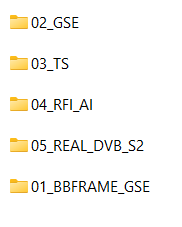 02_GSE
03_TS
04_RFI_AI
05_REAL_DVB_S2
01_BBFRAME_GSE